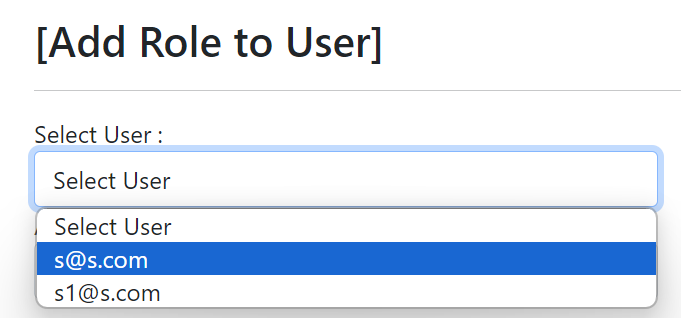 [Add Role to User]
Select User :
Select User
Select User
s@s.com
s1@s.com